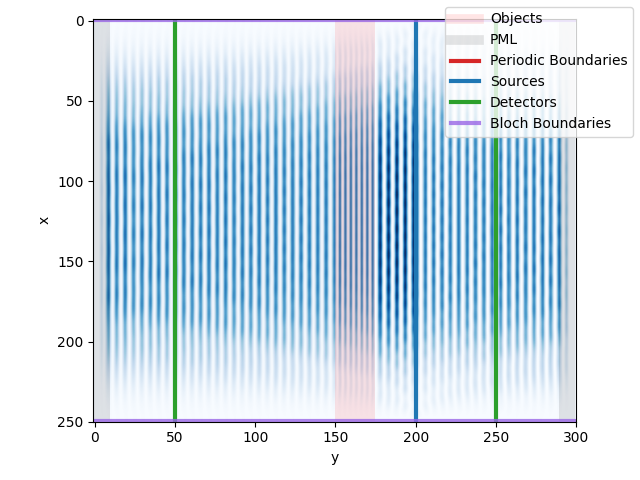 Objects
PML
Periodic Boundaries
Sources
Detectors
Bloch Boundaries
0
50
100
150
200
250
x
0 50 100 150 200 250 300
y